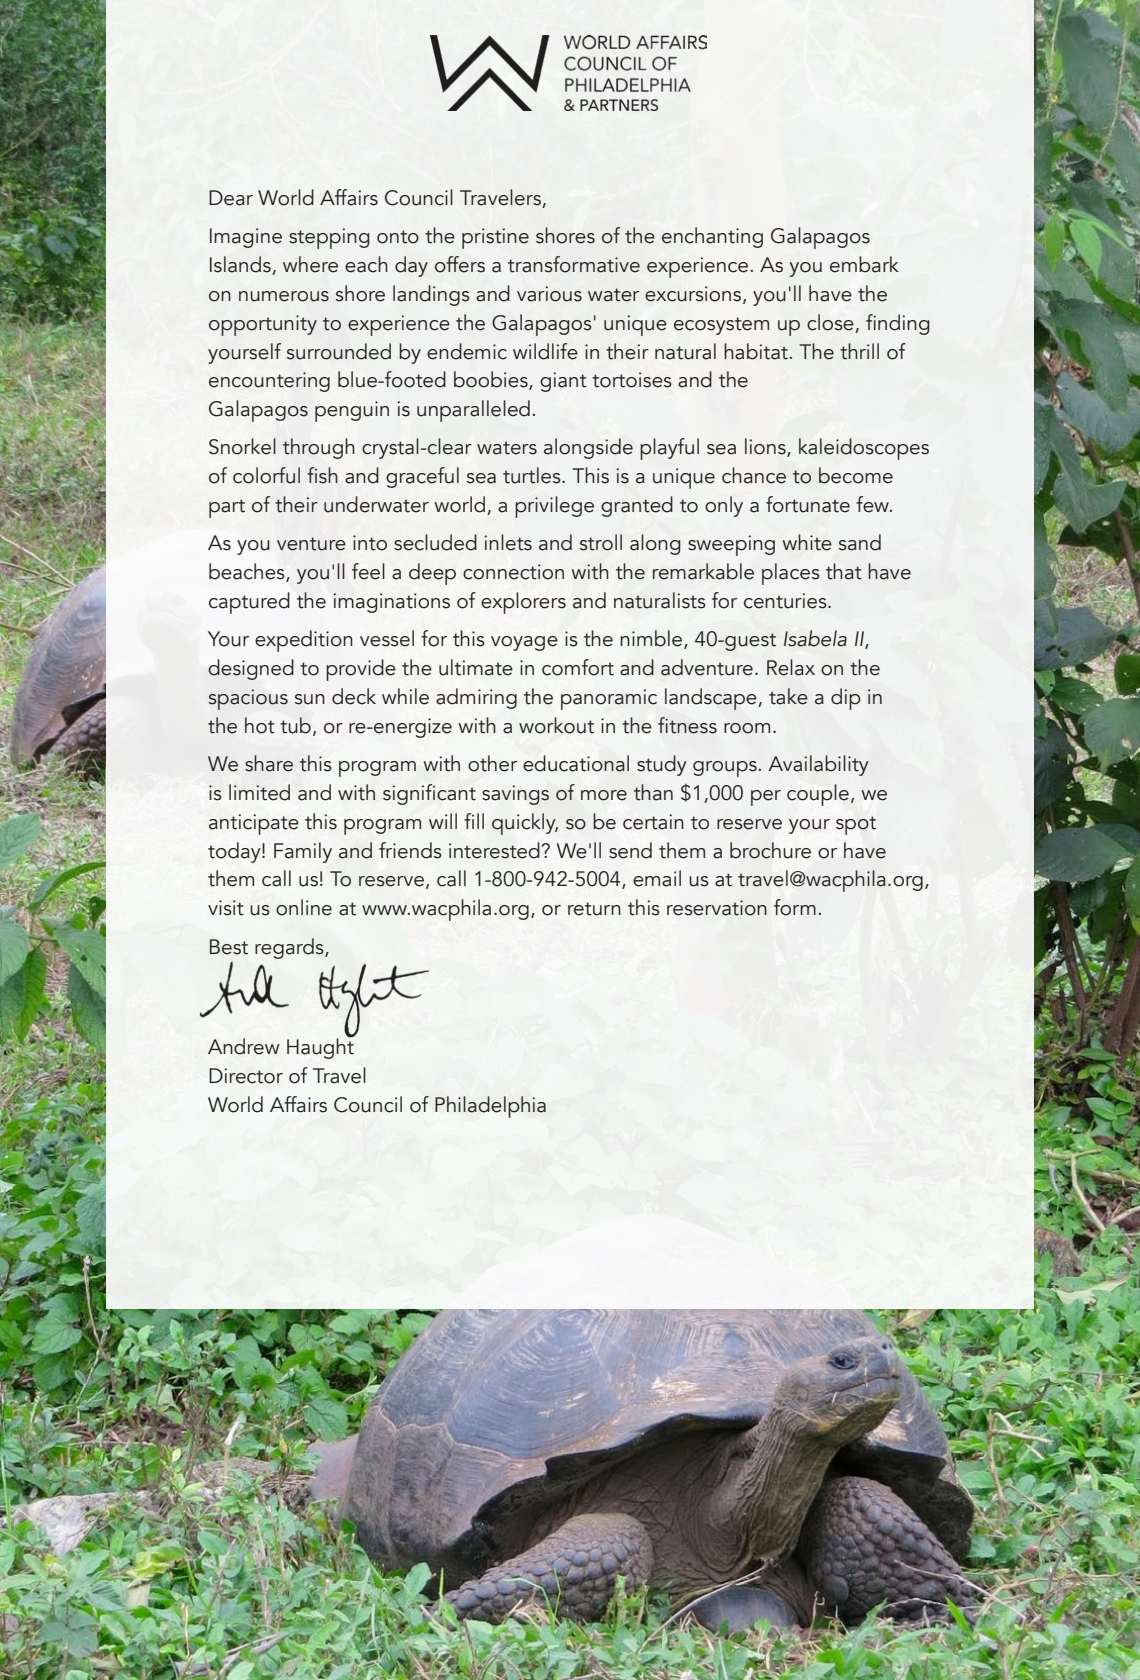 WORLD AFFAIRS
COUNCIL OF
PHILADELPHIA
& PARTNERS
Dear World Affairs Council Travelers,
Imagine stepping onto the pristine shores of the enchanting Galapagos
Islands, where each day offers a transformative experience. As you embark
on numerous shore landings and various water excursions, you'll have the
opportunity to experience the Galapagos' unique ecosystem up close, finding
yourself surrounded by endemic wildlife in their natural habitat. The thrill of
encountering blue-footed boobies, giant tortoises and the
Galapagos penguin is unparalleled.
Snorkel through crystal-clear waters alongside playful sea lions, kaleidoscopes
of colorful fish and graceful sea turtles. This is a unique chance to become
part of their underwater world, a privilege granted to only a fortunate few.
As you venture into secluded inlets and stroll along sweeping white sand
beaches, you'll feel a deep connection with the remarkable places that have
captured the imaginations of explorers and naturalists for centuries.
Your expedition vessel for this voyage is the nimble, 40-guest Isabela II,
designed to provide the ultimate in comfort and adventure. Relax on the
spacious sun deck while admiring the panoramic landscape, take a dip in
the hot tub, or re-energize with a workout in the fitness room.
We share this program with other educational study groups. Availability
is limited and with significant savings of more than $1,000 per couple, we
anticipate this program will fill quickly, so be certain to reserve your spot
today! Family and friends interested? We'll send them a brochure or have
them call us! To reserve, call 1-800-942-5004, email us at travel@wacphila.org,
visit us online at www.wacphila.org, or return this reservation form.
Best regards,
Andrew Haught
Director of Travel
World Affairs Council of Philadelphia